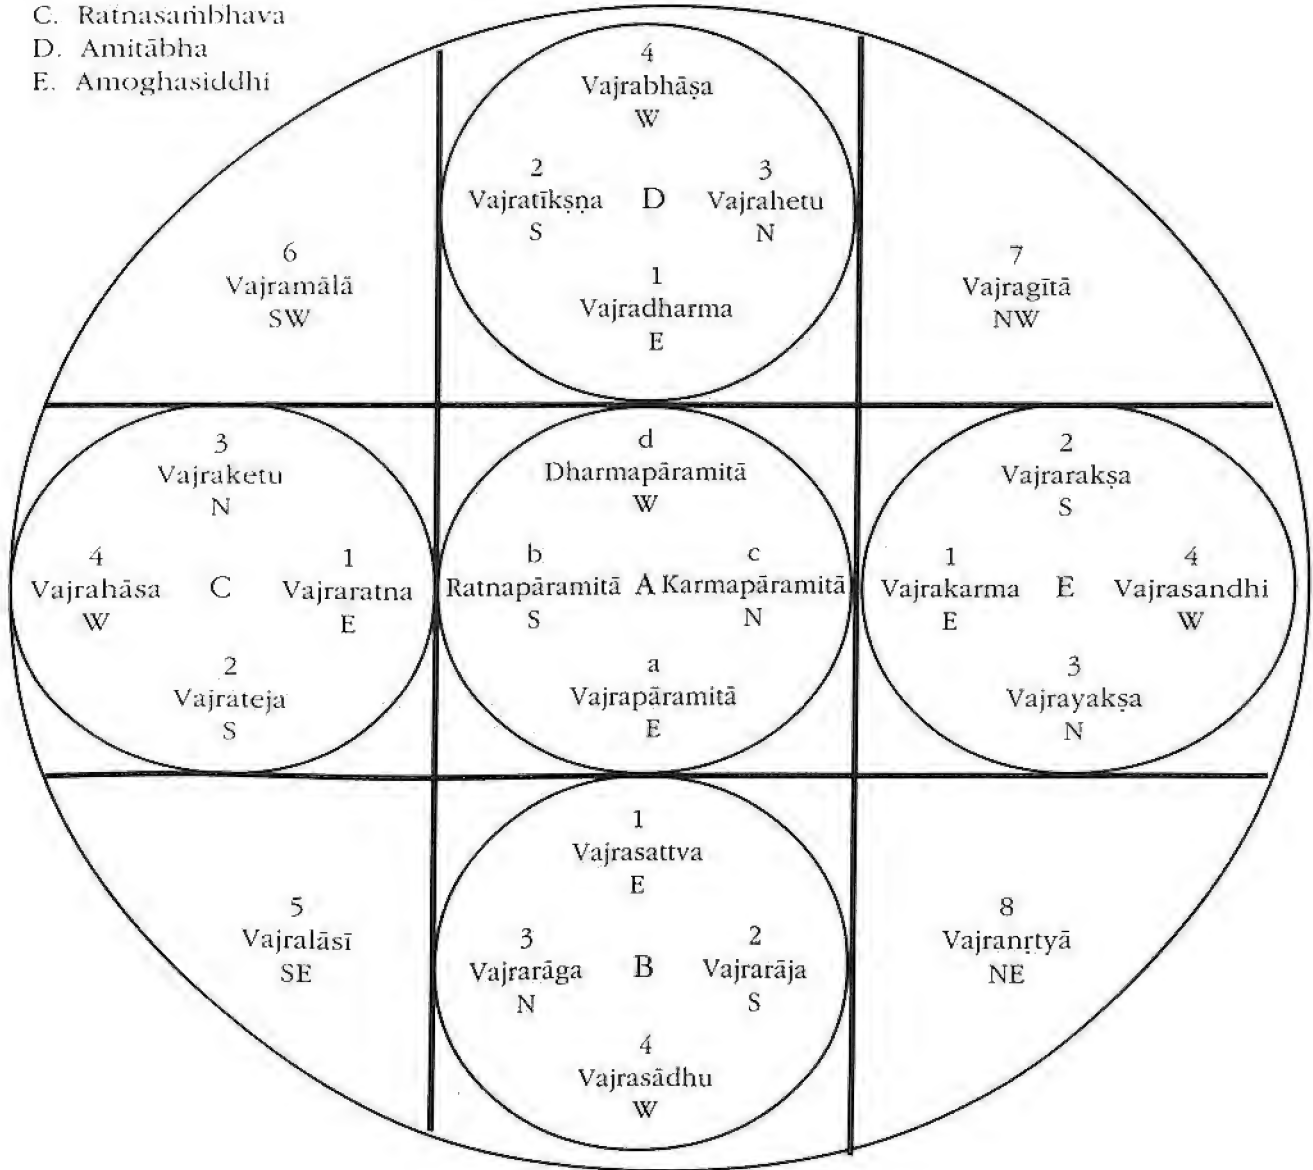 C. Ratnasaṁbhava
D. Amitābha
E. Amoghasiddhi
4
Vajrabhāṣa
W
2
Vajratīkṣṇa
S
D
3
Vajrahetu
N
1
Vajradharma
E
6
Vajramālā
SW
7
Vajragītā
NW
3
Vajraketu
N
4
Vajrahāsa
W
C
1
Vajraratna
E
2
Vajrateja
S
d
Dharmapāramitā
W
b
Ratnapāramitā
S
A
c
Karmapāramitā
N
a
Vajrapāramitā
E
2
Vajrarakṣa
S
1
Vajrakarma
E
E
4
Vajrasandhi
W
3
Vajrayakṣa
N
5
Vajralāsī
SE
1
Vajrasattva
E
3
Vajrarāga
N
B
2
Vajrarāja
S
4
Vajrasādhu
W
8
Vajranṛtyā
NE